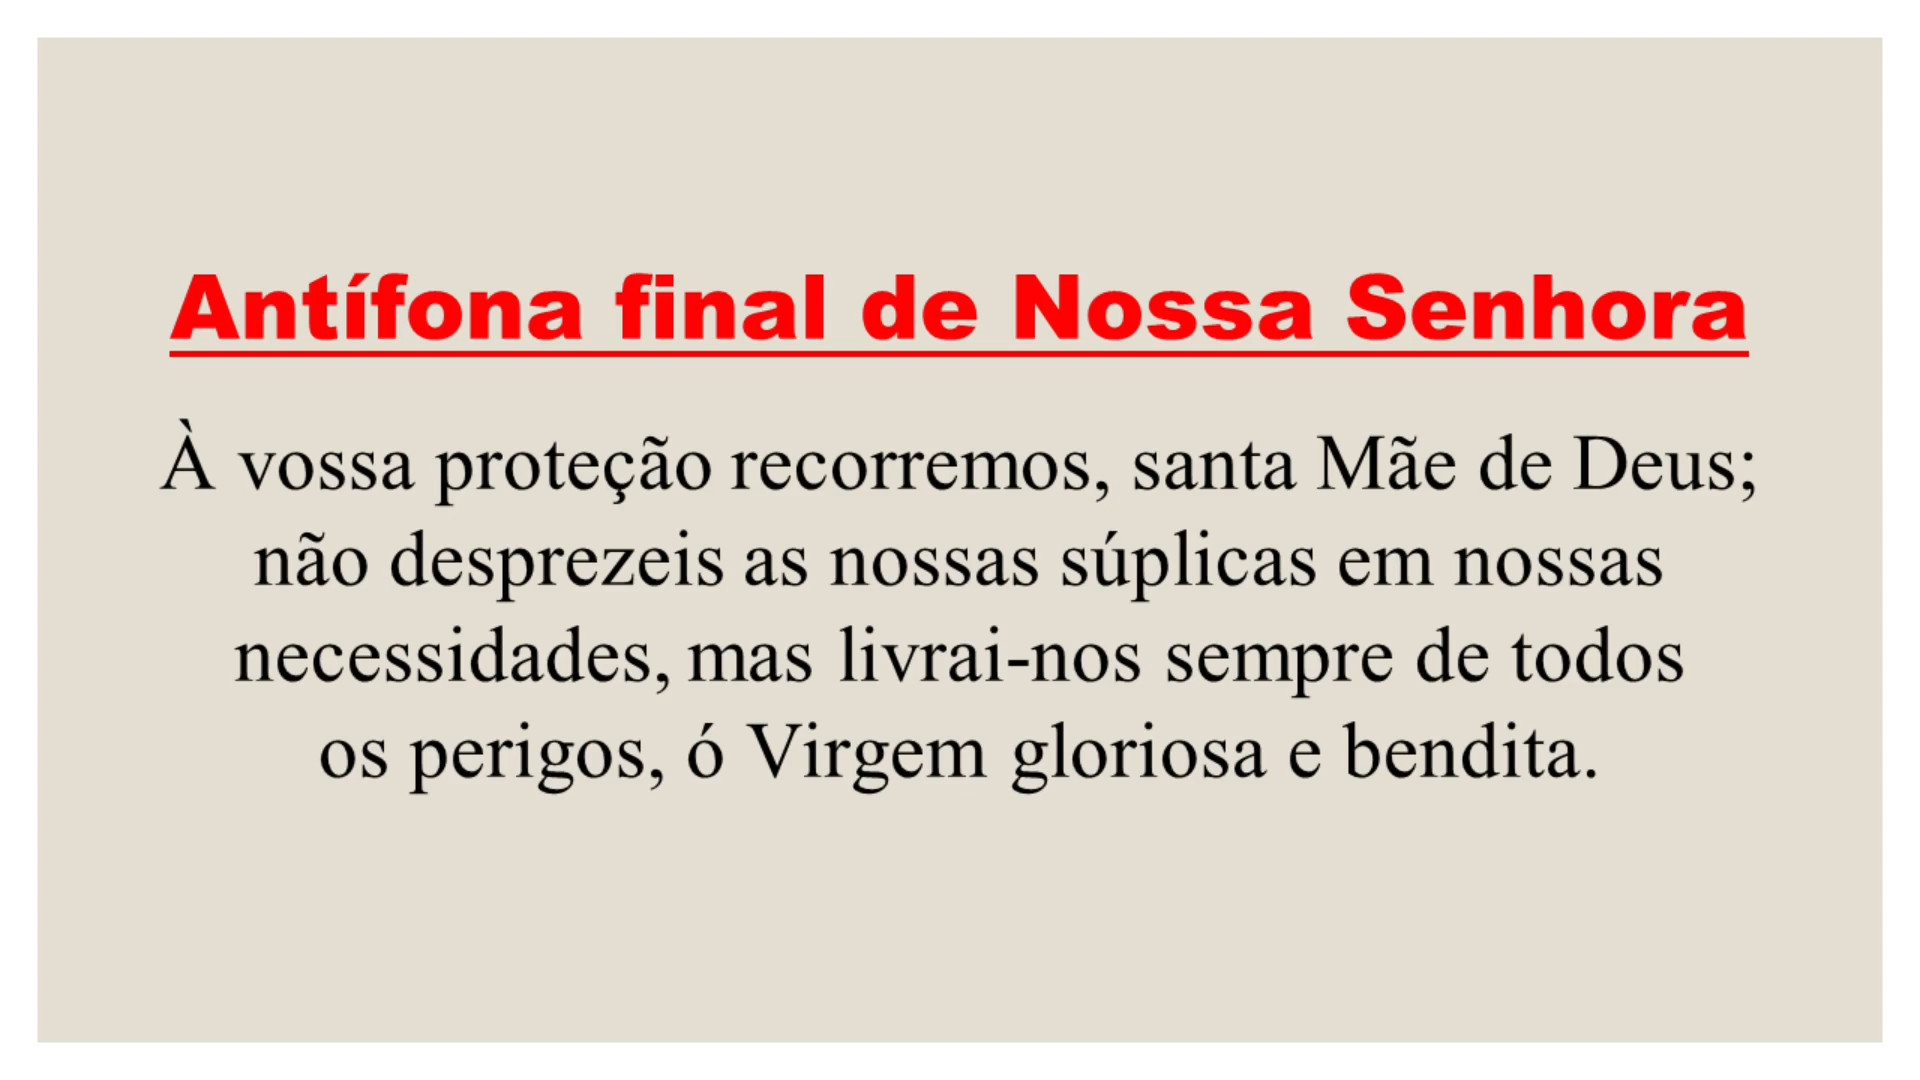 Antífona final de Nossa Senhora
À vossa proteção recorremos, santa Mãe de Deus;
não desprezeis as nossas súplicas em nossas
necessidades, mas livrai-nos sempre de todos
os perigos, ó Virgem gloriosa e bendita.